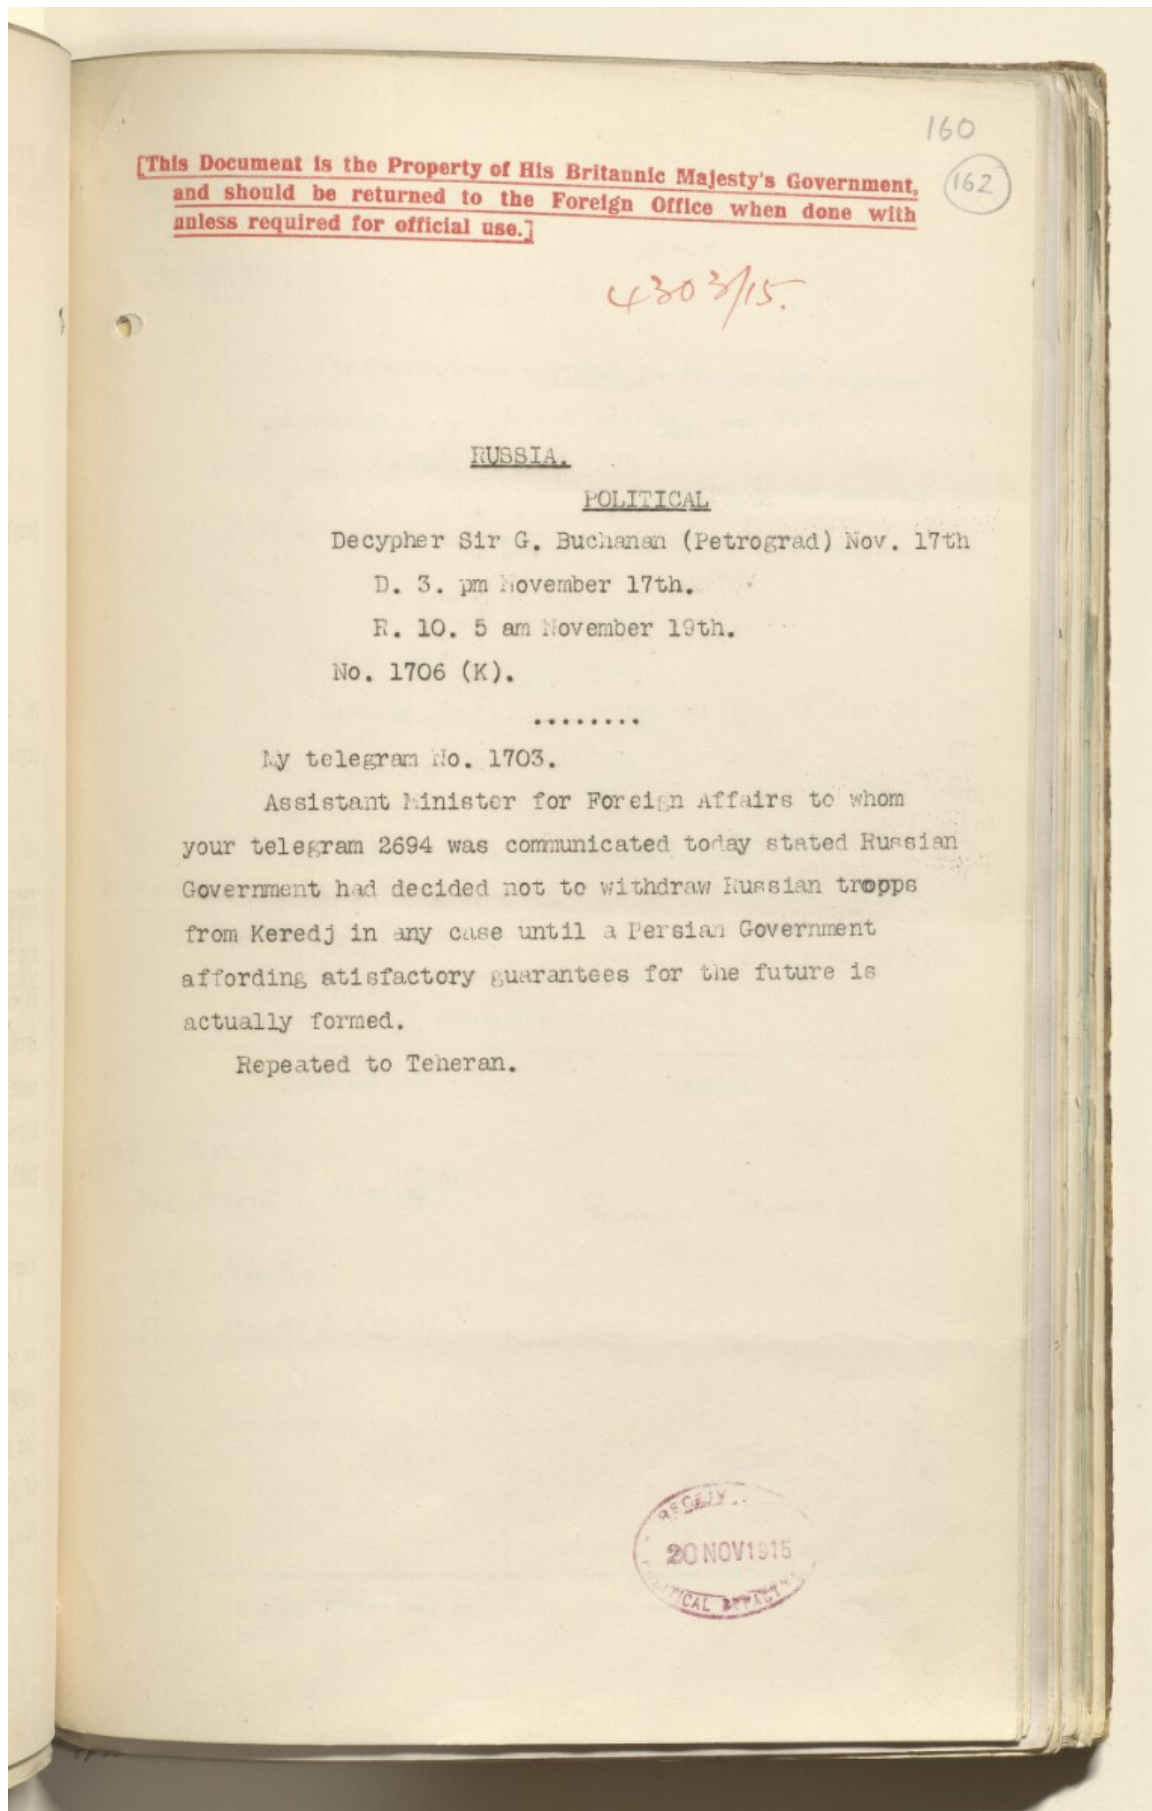 160
162
[This Document is the Property of His Britannic Majesty's Government,
and should be returned to the Foreign Office when done with
unless required for official use.]
4303/15.
RUSSIA.
POLITICAL
Decypher Sir G. Buchanan (Petrograd) Nov. 17th
D. 3. pm November 17th.
R. 10. 5 am November 19th.
No. 1706 (K).
........
My telegram No. 1703.
Assistant Minister for Foreign Affairs to whom
your telegram 2694 was communicated today stated Russian
Government had decided not to withdraw Russian tropps
from Keredj in any case until a Persian Government
affording atisfactory guarantees for the future is
actually formed.
Repeated to Teheran.
20 NOV 1915